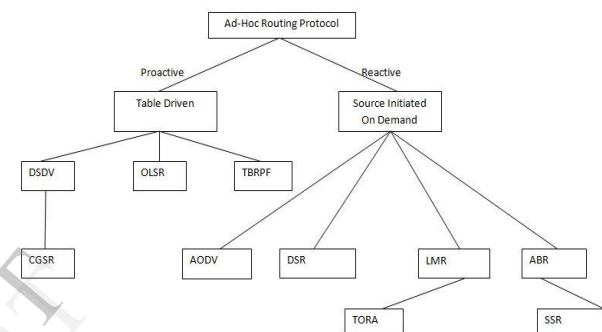 Ad-Hoc Routing Protocol
Proactive
Reactive
Table Driven
Source Initiated
On Demand
DSDV
OLSR
TBRPF
CGSR
AODV
DSR
LMR
ABR
TORA
SSR